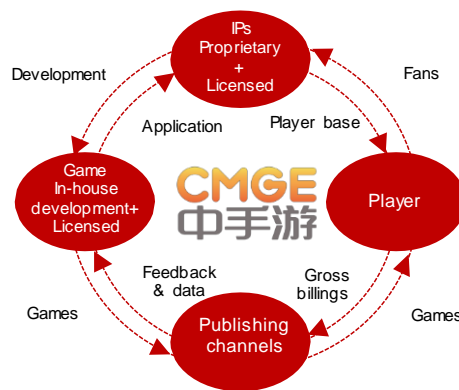 IPs
Proprietary
+
Licensed
Development
Fans
Application
Player base
Game
In-house
development+
Licensed
CMGE
中手游
Player
Feedback
& data
Gross
billings
Games
Publishing
channels
Games